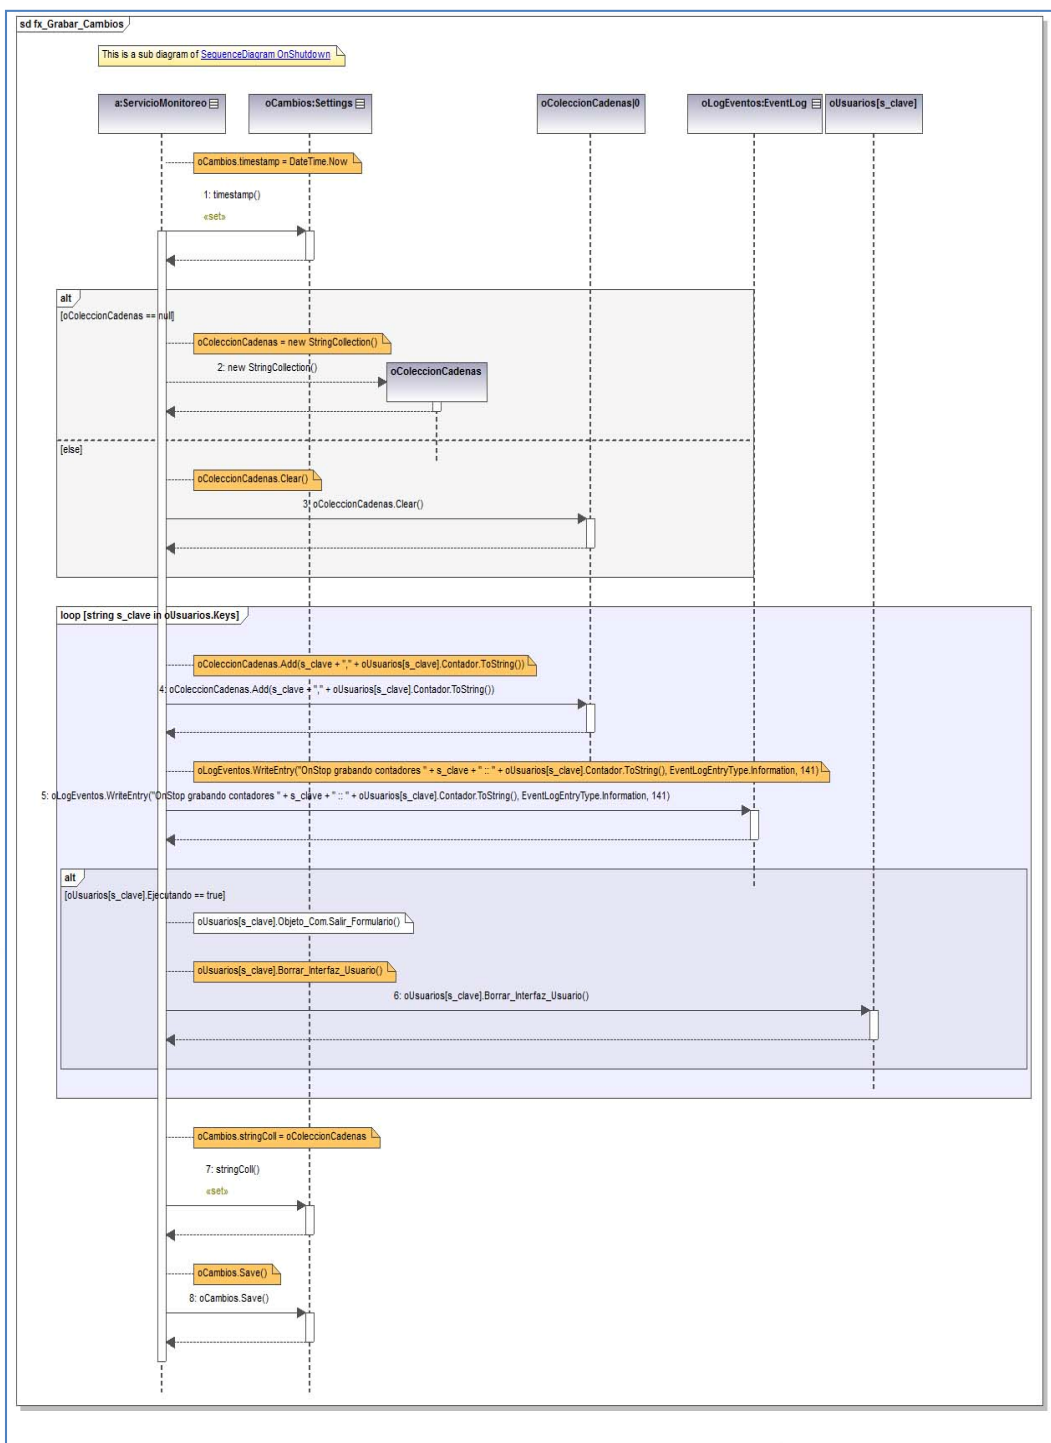 sd fx_Grabar_Cambios
This is a sub diagram of SequenceDiagram OnShutdown
a:ServicioMonitoreo
oCambios:Settings
oColeccionCadenas|0
oLogEventos:EventLog
oUsuarios[s_clave]
oCambios.timestamp = DateTime.Now
1: timestamp()
«set»
alt
[oColeccionCadenas == null]
oColeccionCadenas = new StringCollection()
2: new StringCollection()
oColeccionCadenas
[else]
oColeccionCadenas.Clear()
3: oColeccionCadenas.Clear()
loop [string s_clave in oUsuarios.Keys]
oColeccionCadenas.Add(s_clave + "," + oUsuarios[s_clave].Contador.ToString())
4: oColeccionCadenas.Add(s_clave + "," + oUsuarios[s_clave].Contador.ToString())
oLogEventos.WriteEntry("OnStop grabando contadores " + s_clave + " :: " + oUsuarios[s_clave].Contador.ToString(), EventLogEntryType.Information, 141)
5: oLogEventos.WriteEntry("OnStop grabando contadores " + s_clave + " :: " + oUsuarios[s_clave].Contador.ToString(), EventLogEntryType.Information, 141)
alt
[oUsuarios[s_clave].Ejecutando == true]
oUsuarios[s_clave].Objeto_Com.Salir_Formulario()
oUsuarios[s_clave].Borrar_Interfaz_Usuario()
6: oUsuarios[s_clave].Borrar_Interfaz_Usuario()
oCambios.stringColl = oColeccionCadenas
7: stringColl()
«set»
oCambios.Save()
8: oCambios.Save()